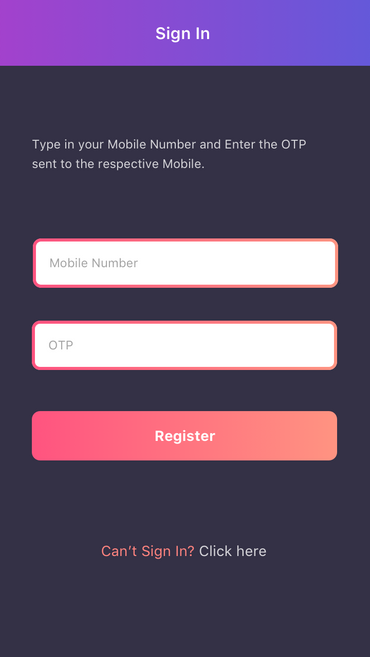 Sign In
Type in your Mobile Number and Enter the OTP
sent to the respective Mobile.
Mobile Number
OTP
Register
Can't Sign In? Click here